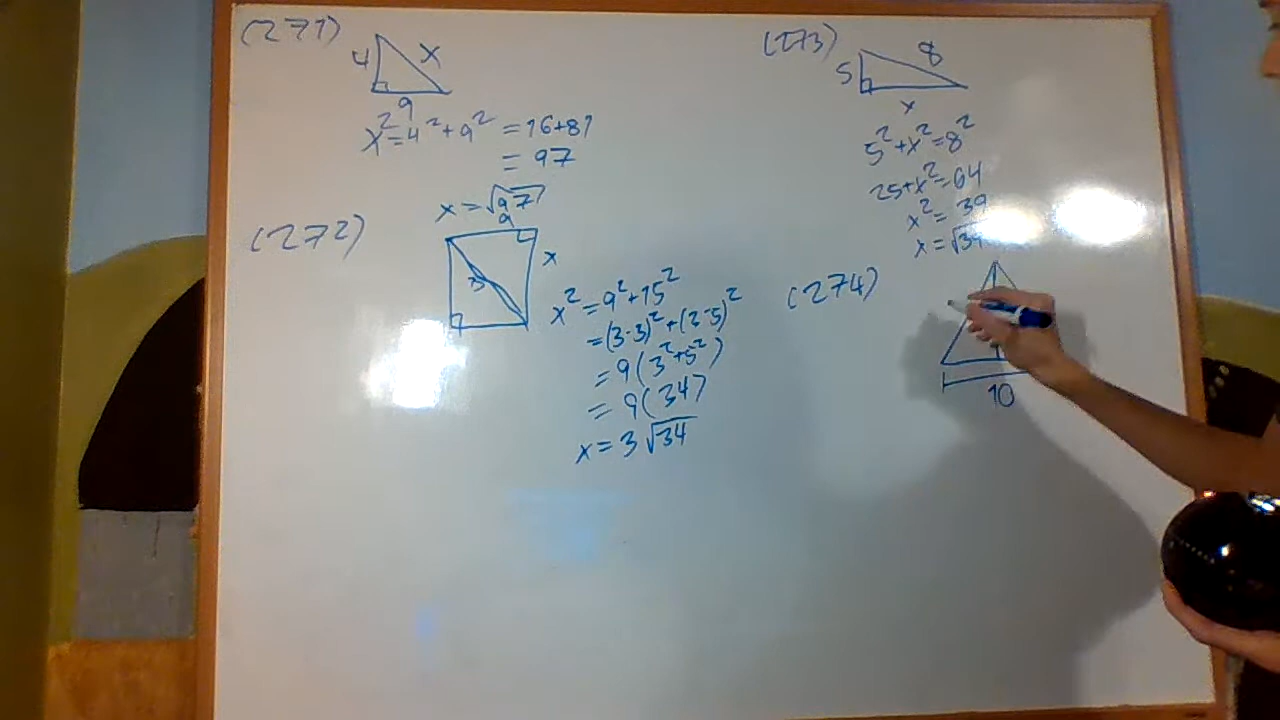 (271)
4 x
9
x² = 4² + 9² = 16+81
= 97
x = √97
(272)
9
x
x² = 9² + 15²
= (3·3)² + (3·5)²
= 9(3²+5²)
= 9(34)
x = 3√34
(273)
8
5
x
5² + x² = 8²
25 + x² = 64
x² = 39
(274)
10